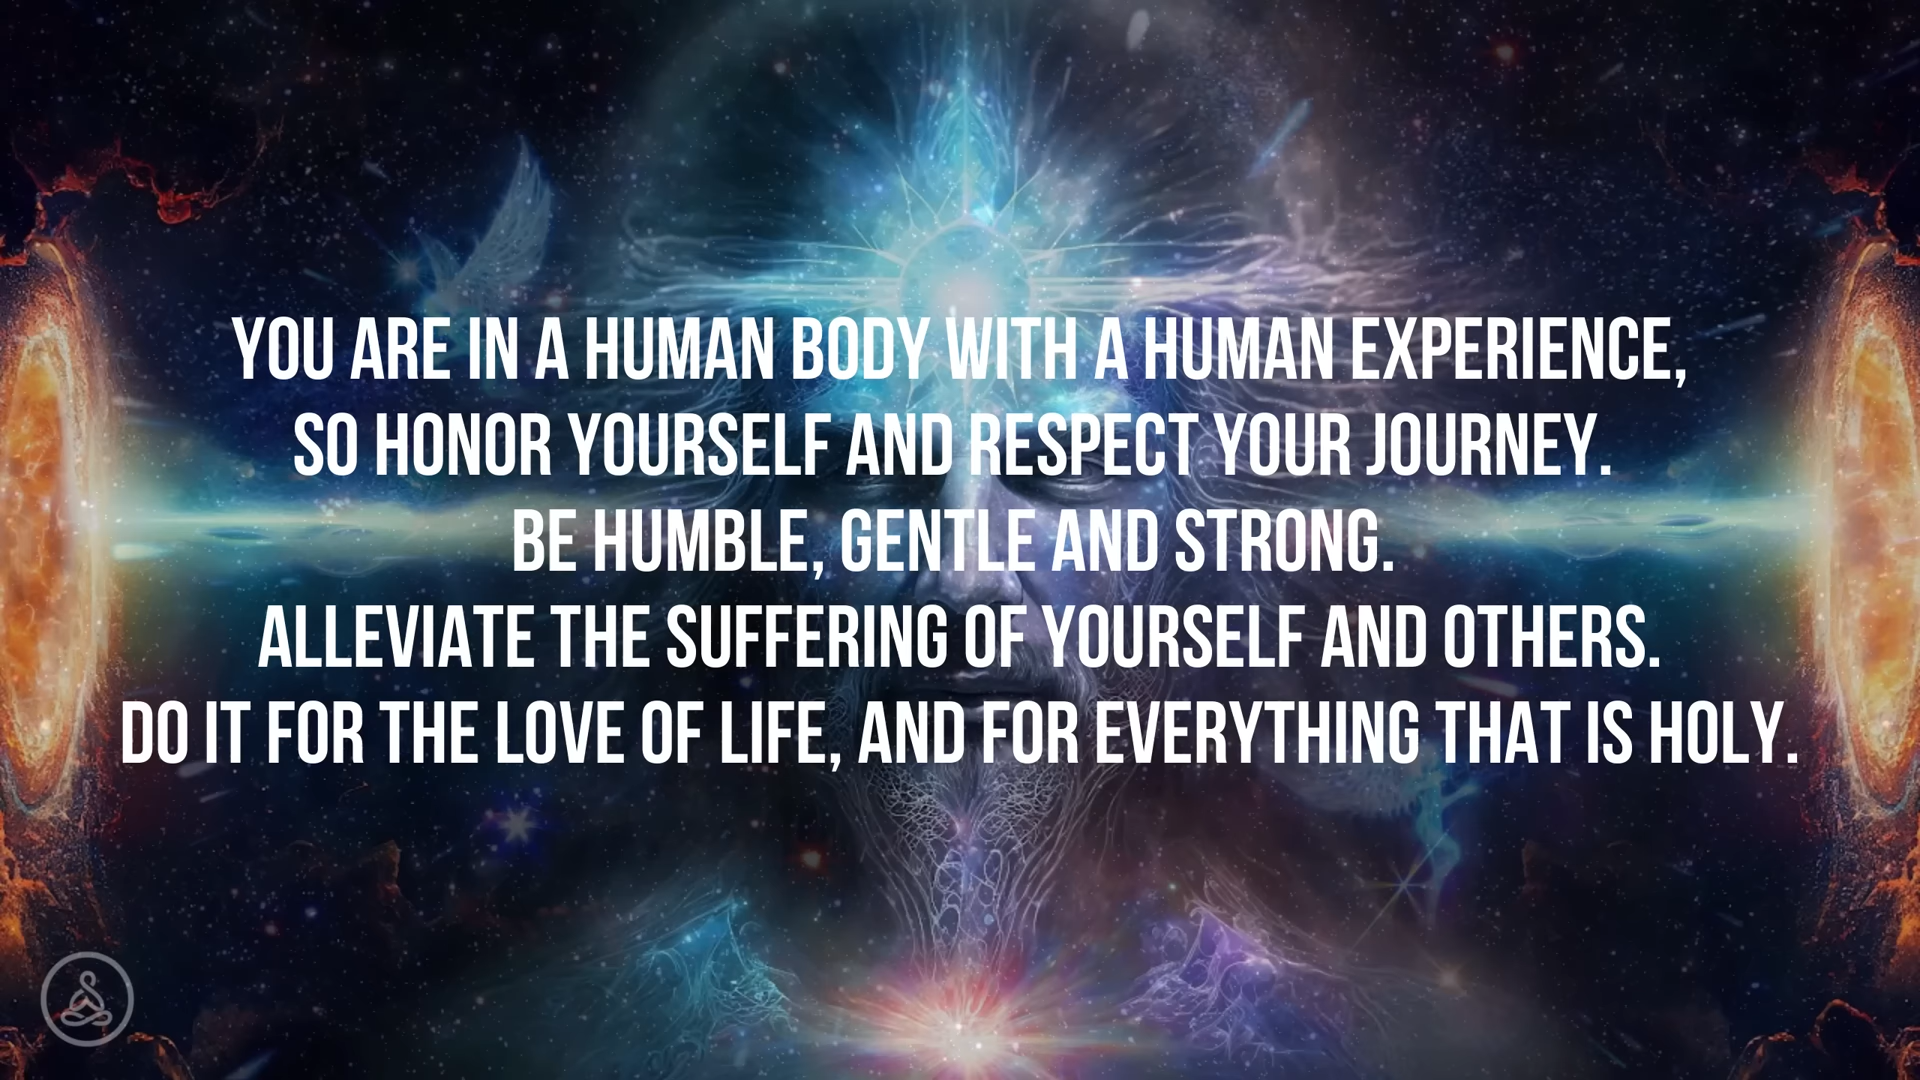 YOU ARE IN A HUMAN BODY WITH A HUMAN EXPERIENCE,
SO HONOR YOURSELF AND RESPECT YOUR JOURNEY.
BE HUMBLE, GENTLE AND STRONG.
ALLEVIATE THE SUFFERING OF YOURSELF AND OTHERS.
DO IT FOR THE LOVE OF LIFE, AND FOR EVERYTHING THAT IS HOLY.